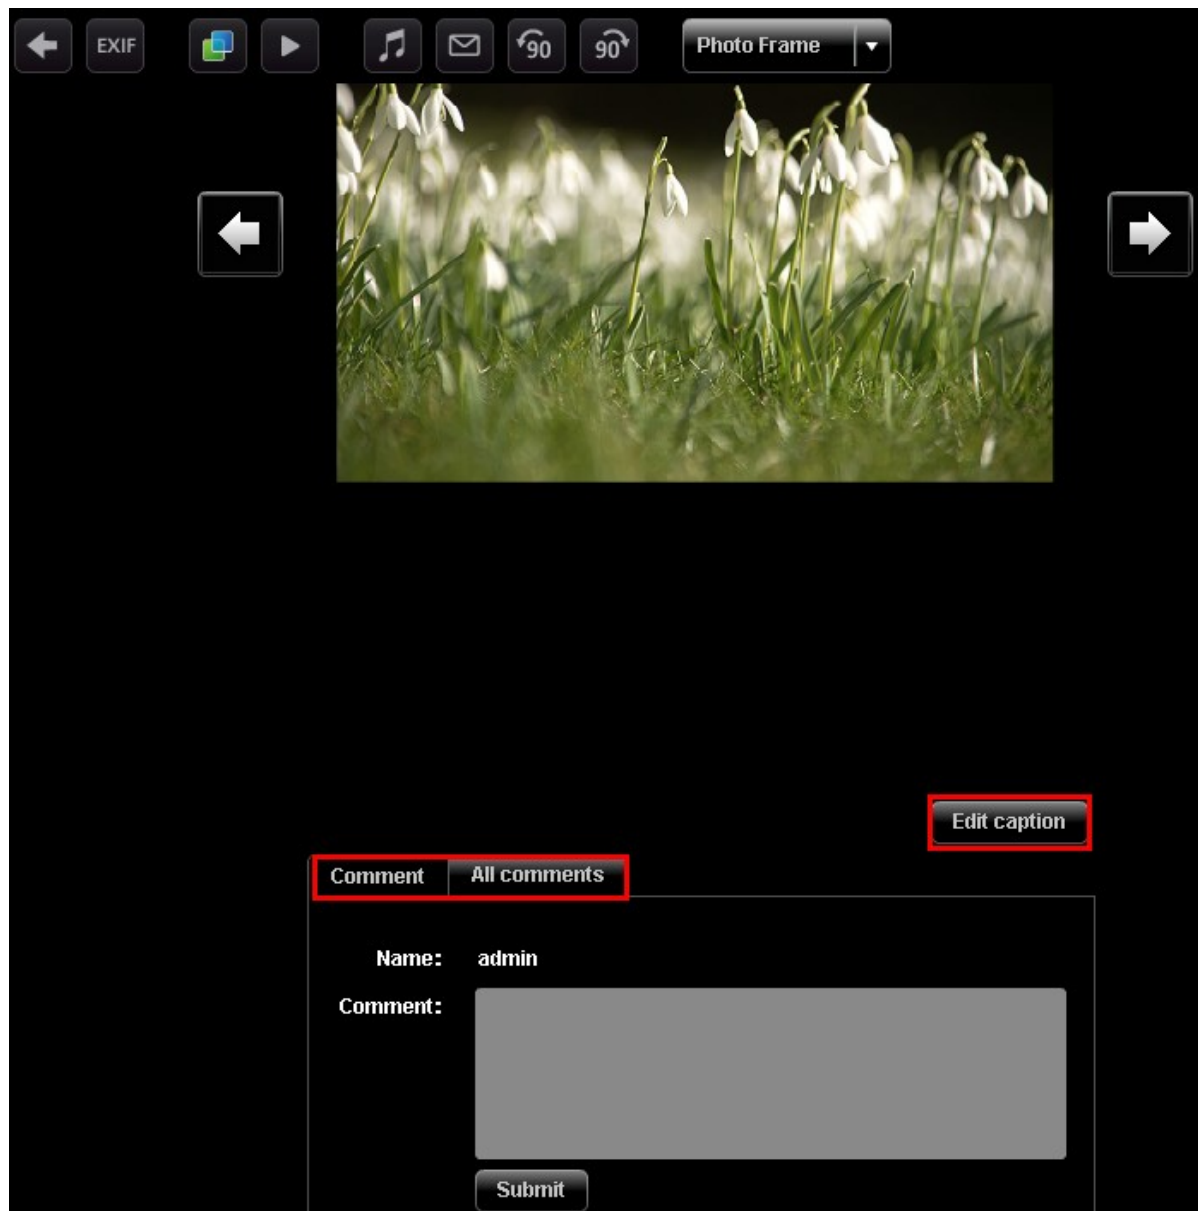 EXIF
90
90
Photo Frame
Edit caption
Comment
All comments
Name: admin
Comment:
Submit